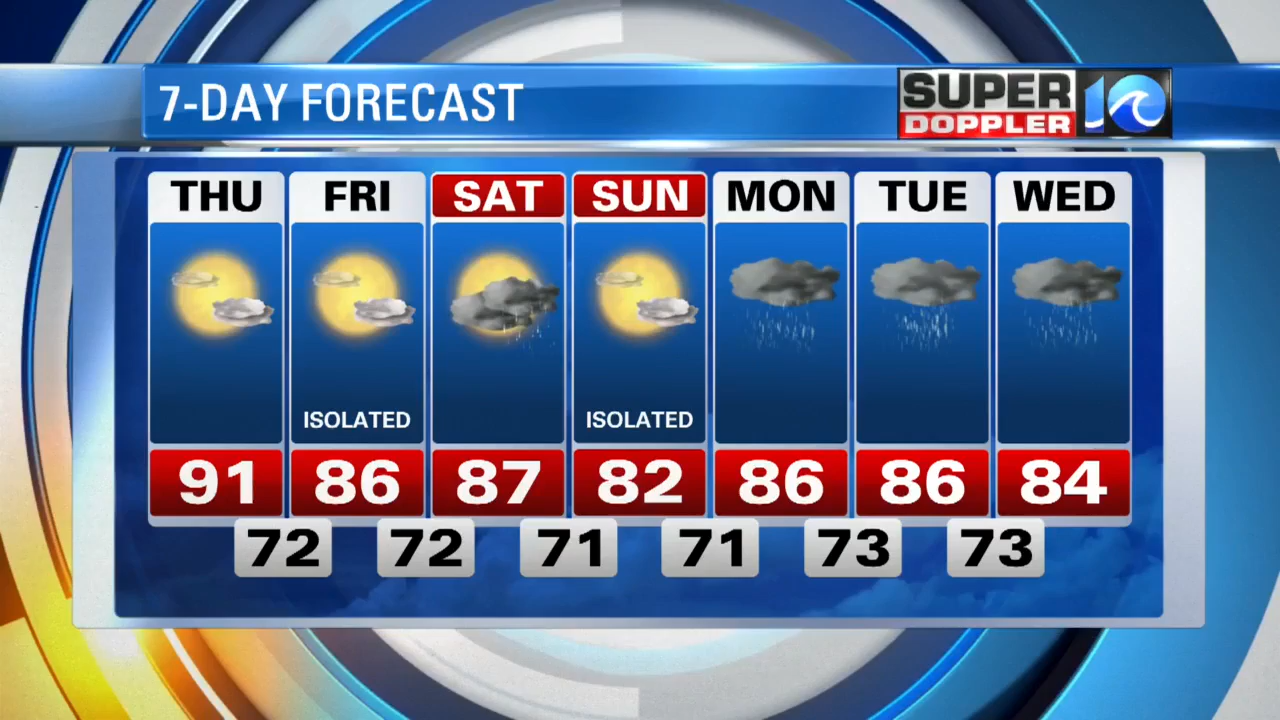 7-DAY FORECAST
SUPER
DOPPLER
10
THU FRI SAT SUN MON TUE WED
ISOLATED ISOLATED
91 86 87 82 86 86 84
72 72 71 71 73 73